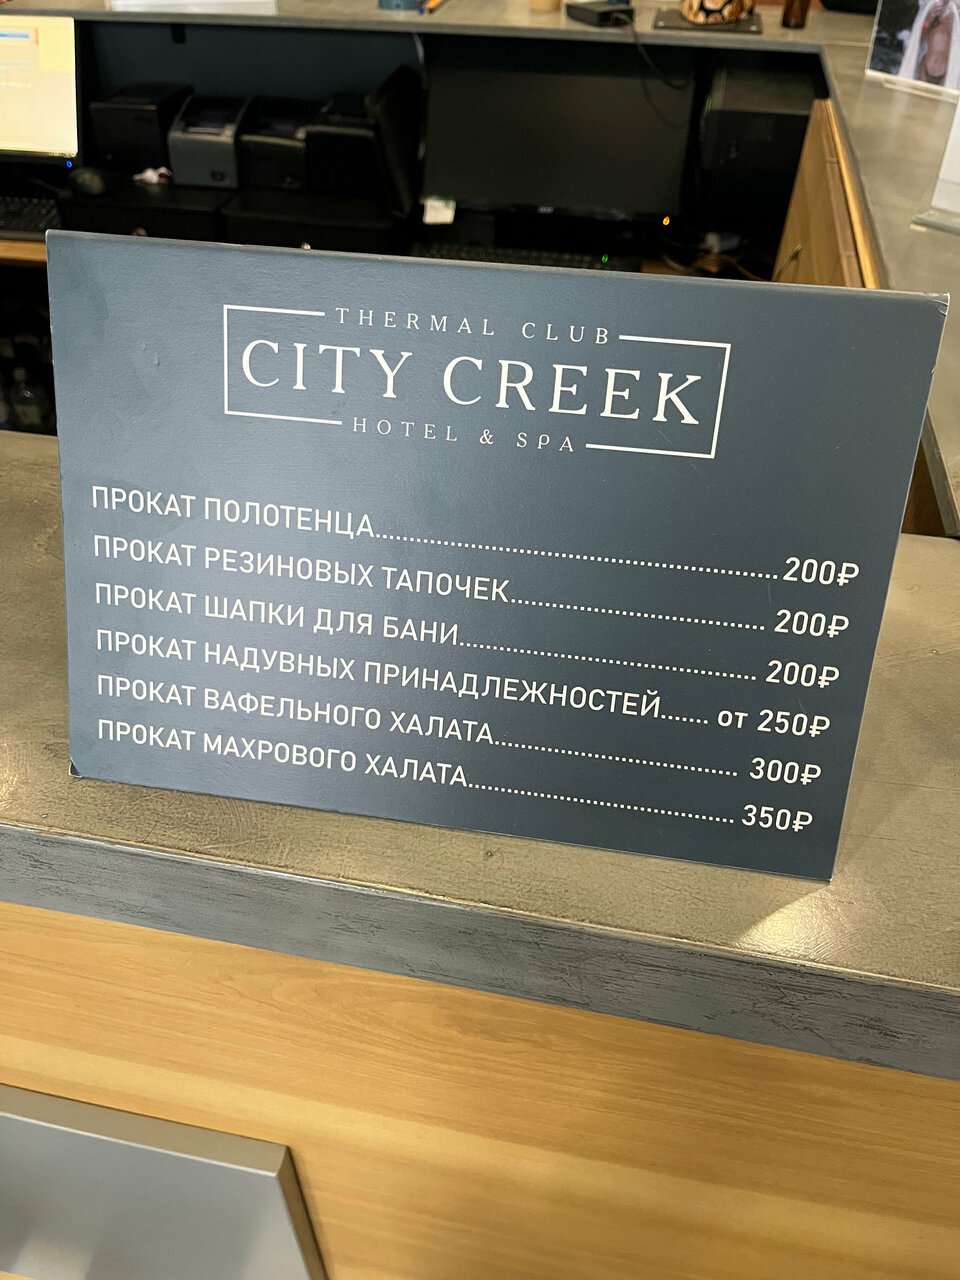 THERMAL CLUB
CITY CREEK
HOTEL & SPA
ПРОКАТ ПОЛОТЕНЦА.......................................................... 200₽
ПРОКАТ РЕЗИНОВЫХ ТАПОЧЕК.................................... 200₽
ПРОКАТ ШАПКИ ДЛЯ БАНИ........................................... 200₽
ПРОКАТ НАДУВНЫХ ПРИНАДЛЕЖНОСТЕЙ....... от 250₽
ПРОКАТ ВАФЕЛЬНОГО ХАЛАТА................................... 300₽
ПРОКАТ МАХРОВОГО ХАЛАТА...................................... 350₽